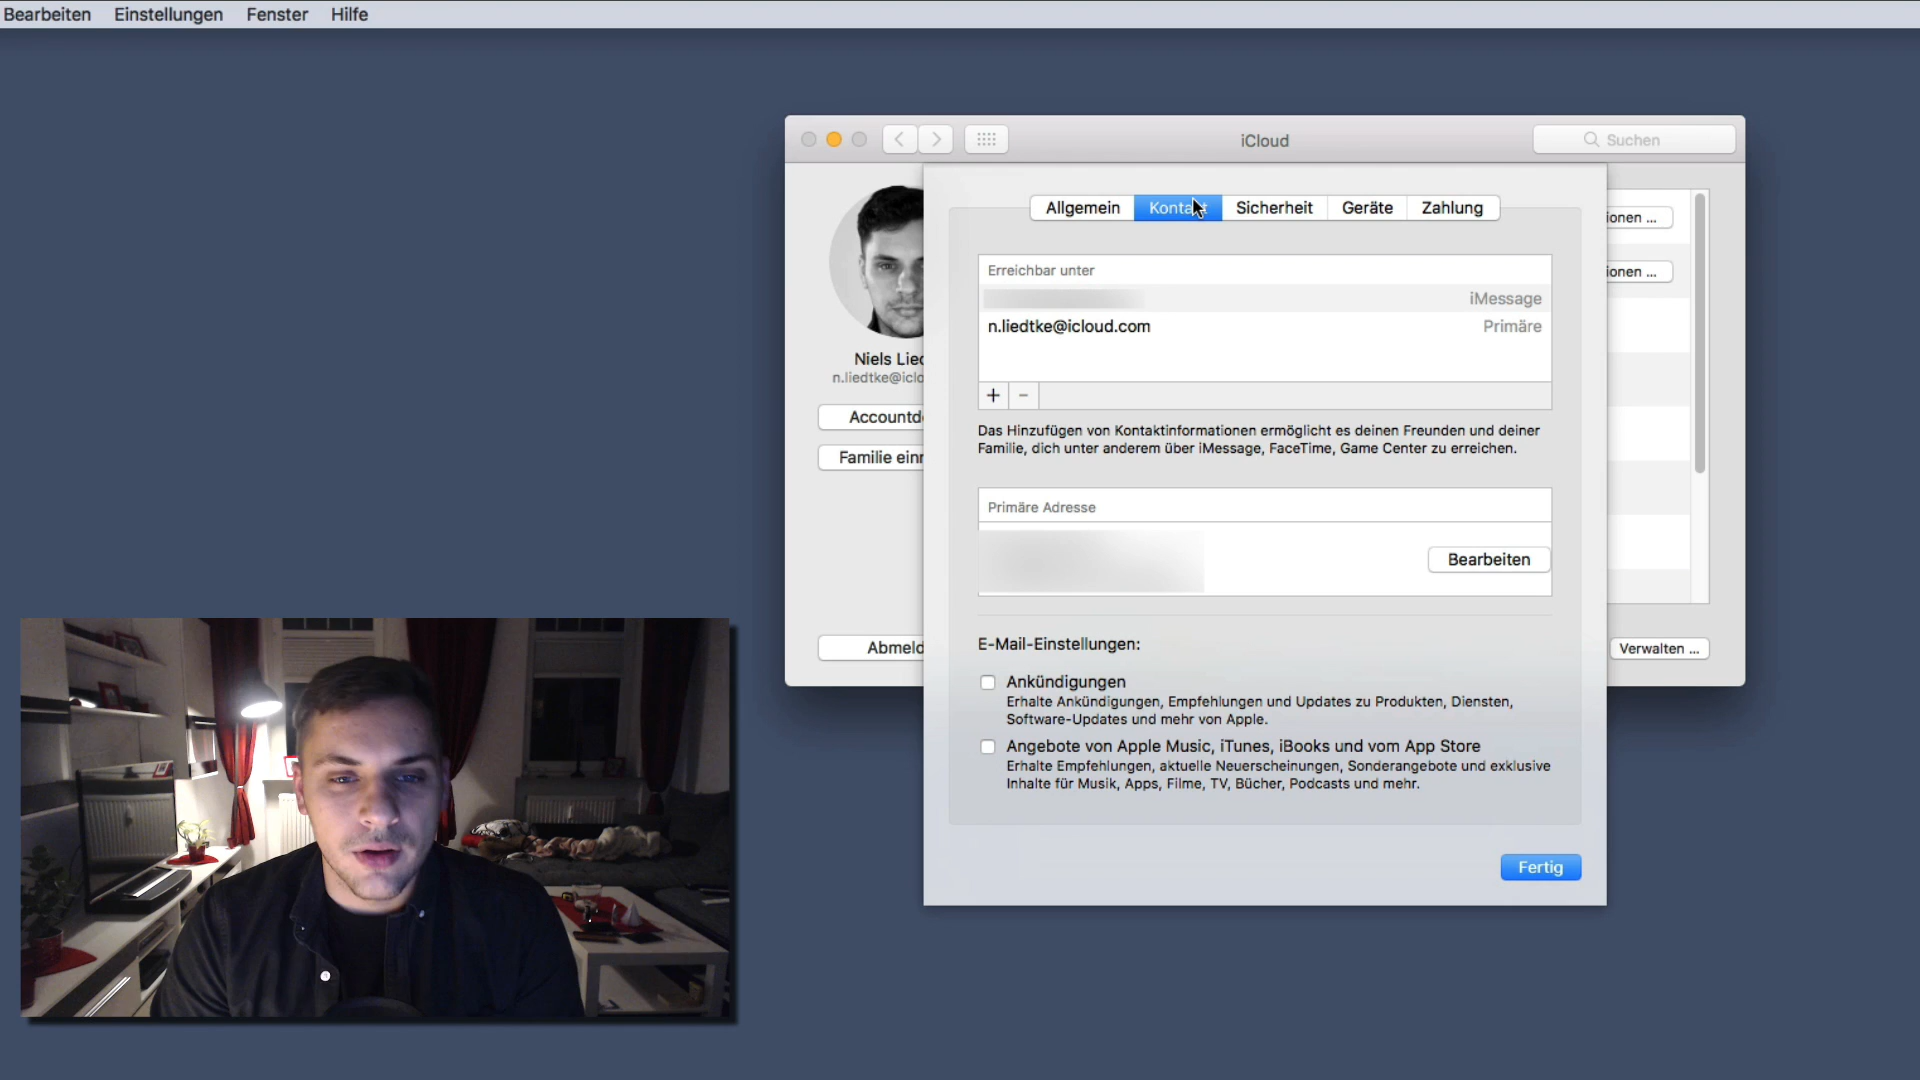 Bearbeiten Einstellungen Fenster Hilfe
iCloud
Suchen
Allgemein Kontakt Sicherheit Geräte Zahlung
ionen ...
ionen ...
Erreichbar unter
iMessage
n.liedtke@icloud.com Primäre
Niels Lied
n.liedtke@iclo
Accountde
Familie einr
+ −
Das Hinzufügen von Kontaktinformationen ermöglicht es deinen Freunden und deiner
Familie, dich unter anderem über iMessage, FaceTime, Game Center zu erreichen.
Primäre Adresse
Bearbeiten
E-Mail-Einstellungen:
Abmeld
Verwalten ...
Ankündigungen
Erhalte Ankündigungen, Empfehlungen und Updates zu Produkten, Diensten,
Software-Updates und mehr von Apple.
Angebote von Apple Music, iTunes, iBooks und vom App Store
Erhalte Empfehlungen, aktuelle Neuerscheinungen, Sonderangebote und exklusive
Inhalte für Musik, Apps, Filme, TV, Bücher, Podcasts und mehr.
Fertig